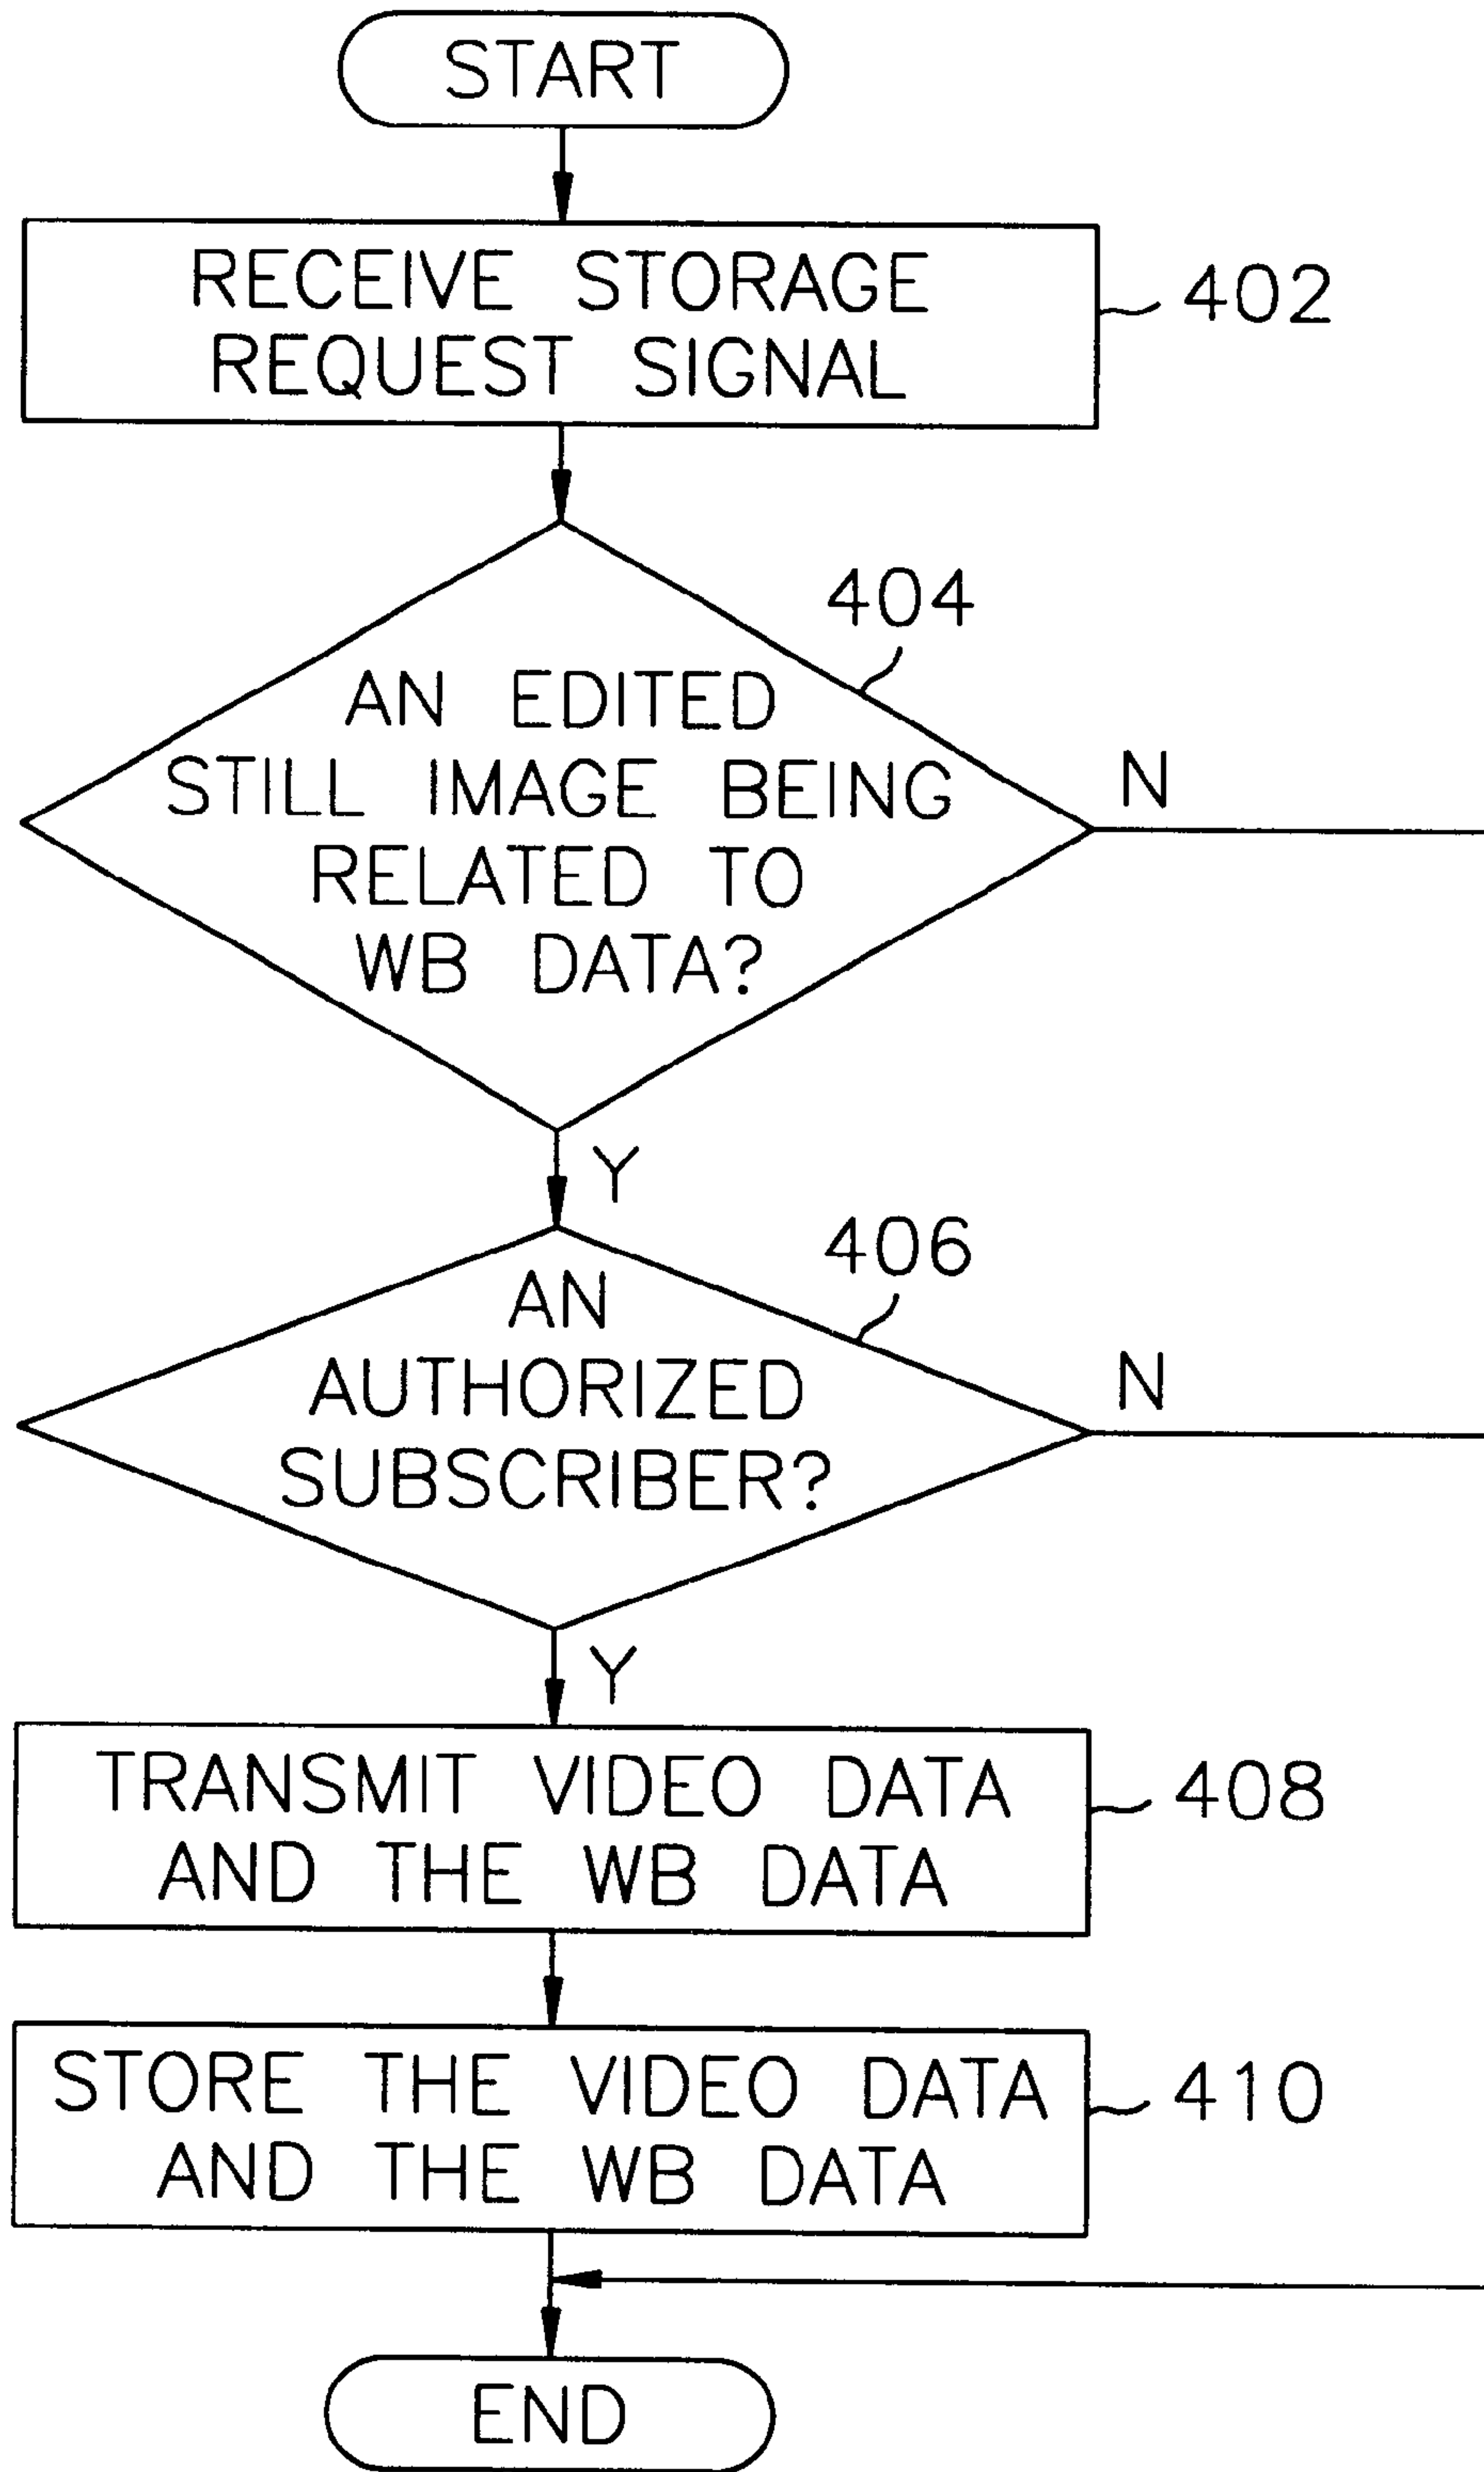 START
RECEIVE STORAGE
REQUEST SIGNAL
402
404
AN EDITED
STILL IMAGE BEING
RELATED TO
WB DATA?
N
Y
406
AN
AUTHORIZED
SUBSCRIBER?
N
Y
TRANSMIT VIDEO DATA
AND THE WB DATA
408
STORE THE VIDEO DATA
AND THE WB DATA
410
END